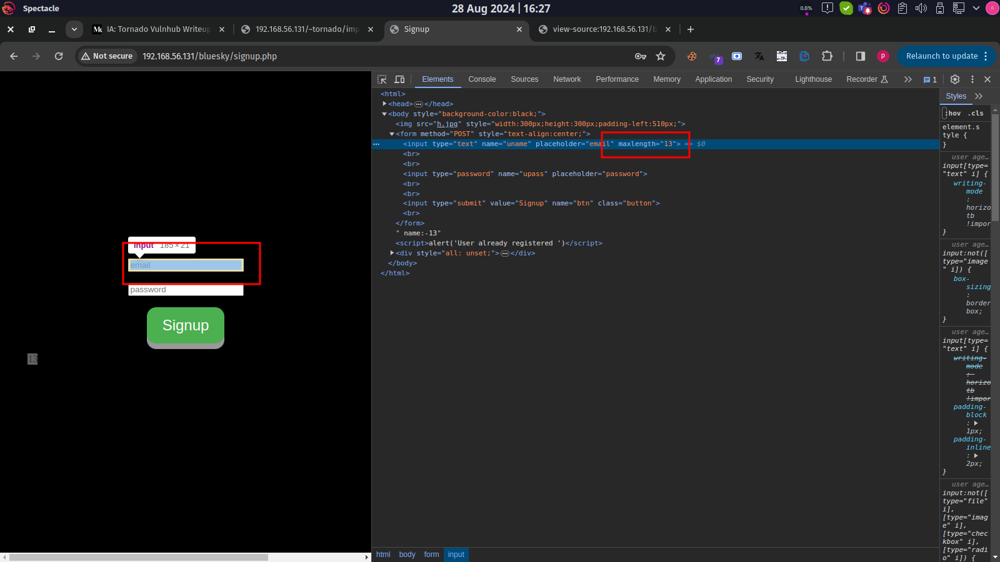 Spectacle
28 Aug 2024 | 16:27
0.8%
IA: Tornado Vulnhub Writeup
192.168.56.131/~tornado/imp
Signup
view-source:192.168.56.131/b
Not secure
192.168.56.131/bluesky/signup.php
7
p
Relaunch to update
Elements Console Sources Network Performance Memory Application Security Lighthouse Recorder
1
<html>
<head> </head>
<body style="background-color:black;">
<img src="h.jpg" style="width:300px;height:300px;padding-left:510px;">
<form method="POST" style="text-align:center;">
<input type="text" name="uname" placeholder="email" maxlength="13"> == $0
<br>
<br>
<input type="password" name="upass" placeholder="password">
<br>
<br>
<input type="submit" value="Signup" name="btn" class="button">
<br>
</form>
" name:-13"
<script>alert('User already registered ')</script>
<div style="all: unset;"> </div>
</body>
</html>
input 185 × 21
email
password
Signup
13
Styles
:hov .cls
element.s
tyle {
}
user age…
input[type=
"text" i] {
writing-
mode
:
horizo
tb
!impor
}
user age…
input:not([
type="image
" i]) {
box-
sizing
:
border
box;
}
user age…
input[type=
"text" i] {
writing-
mode
:
horizo
tb
!impor
padding-
block
:
1px;
padding-
inline
:
2px;
}
user age…
input:not([
type="file"
i],
[type="ima
ge" i],
[type="chec
kbox" i],
[type="radi
o" i]) {
html body form input